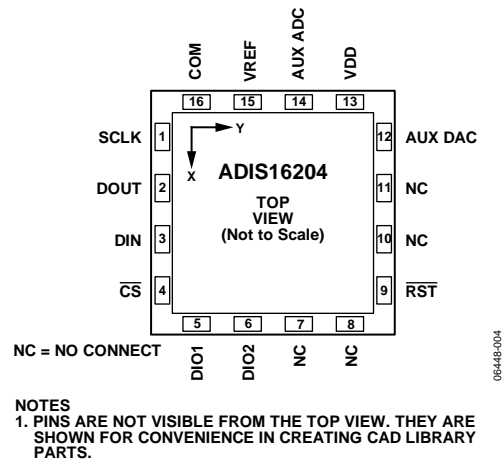 COM
VREF
AUX ADC
VDD
16
15
14
13
SCLK
1
DOUT
2
DIN
3
CS
4
Y
X
ADIS16204
TOP
VIEW
(Not to Scale)
12
AUX DAC
11
NC
10
NC
9
RST
5
6
7
8
DIO1
DIO2
NC
NC
NC = NO CONNECT
06448-004
NOTES
1. PINS ARE NOT VISIBLE FROM THE TOP VIEW. THEY ARE
SHOWN FOR CONVENIENCE IN CREATING CAD LIBRARY
PARTS.